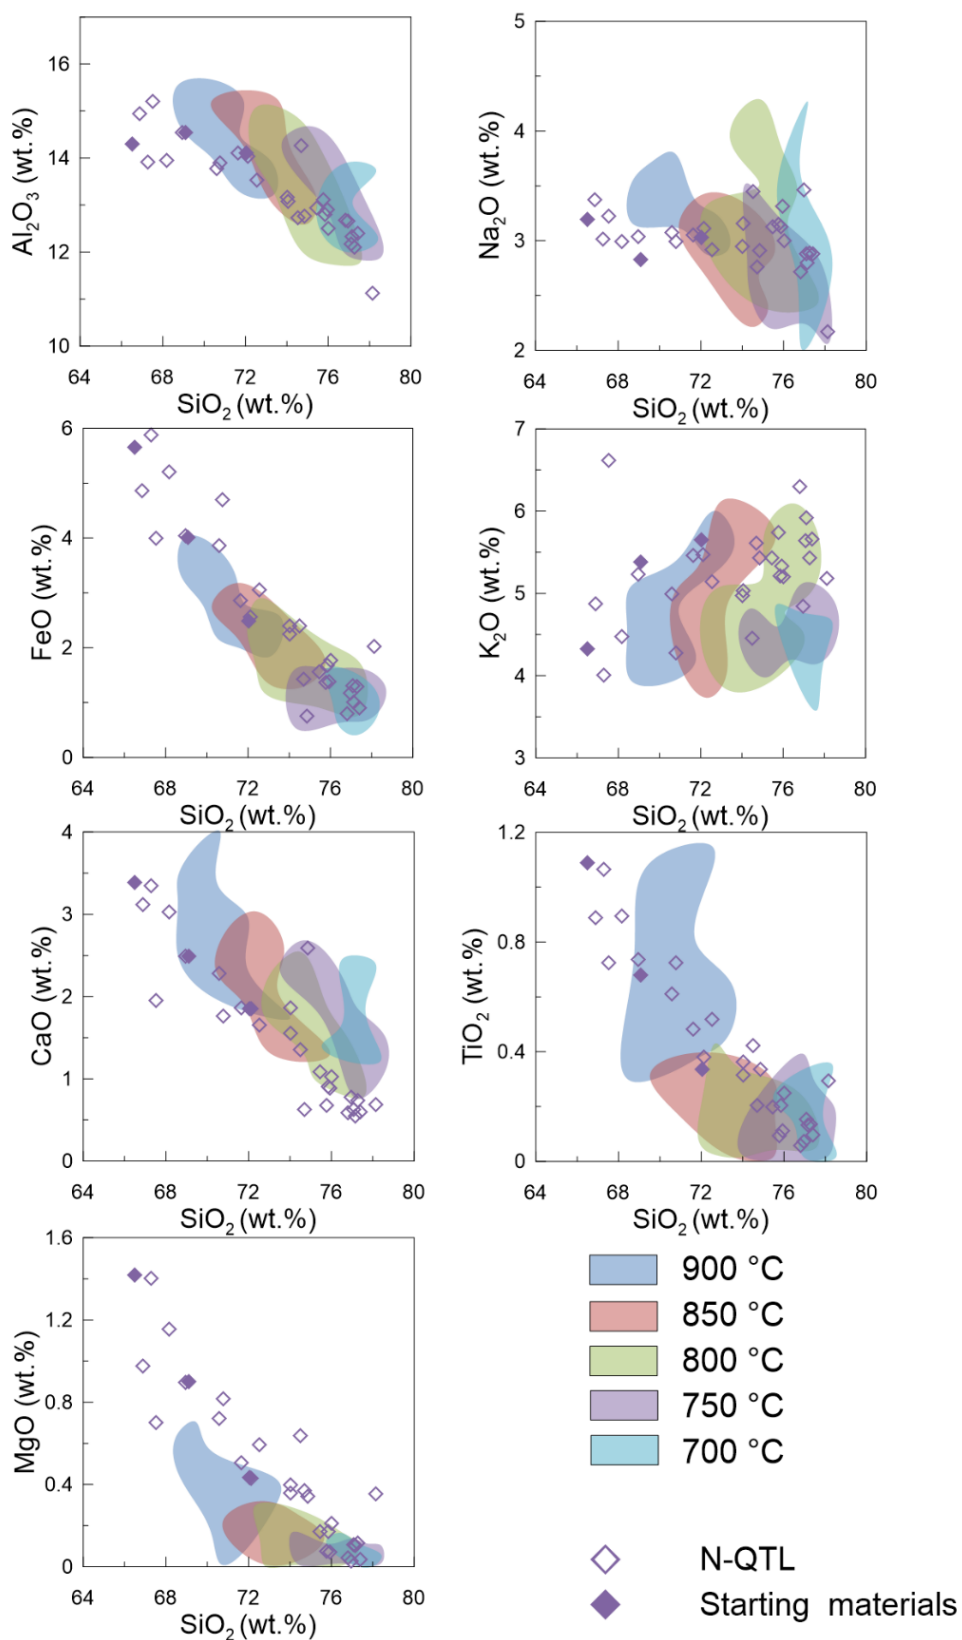 16
14
12
10
Al2O3 (wt.%)
64 68 72 76 80
SiO2 (wt.%)
5
4
3
2
Na2O (wt.%)
64 68 72 76 80
SiO2 (wt.%)
6
4
2
0
FeO (wt.%)
64 68 72 76 80
SiO2 (wt.%)
7
6
5
4
3
K2O (wt.%)
64 68 72 76 80
SiO2 (wt.%)
4
3
2
1
0
CaO (wt.%)
64 68 72 76 80
SiO2 (wt.%)
1.2
0.8
0.4
0
TiO2 (wt.%)
64 68 72 76 80
SiO2 (wt.%)
1.6
1.2
0.8
0.4
0
MgO (wt.%)
64 68 72 76 80
SiO2 (wt.%)
900 °C
850 °C
800 °C
750 °C
700 °C
N-QTL
Starting materials